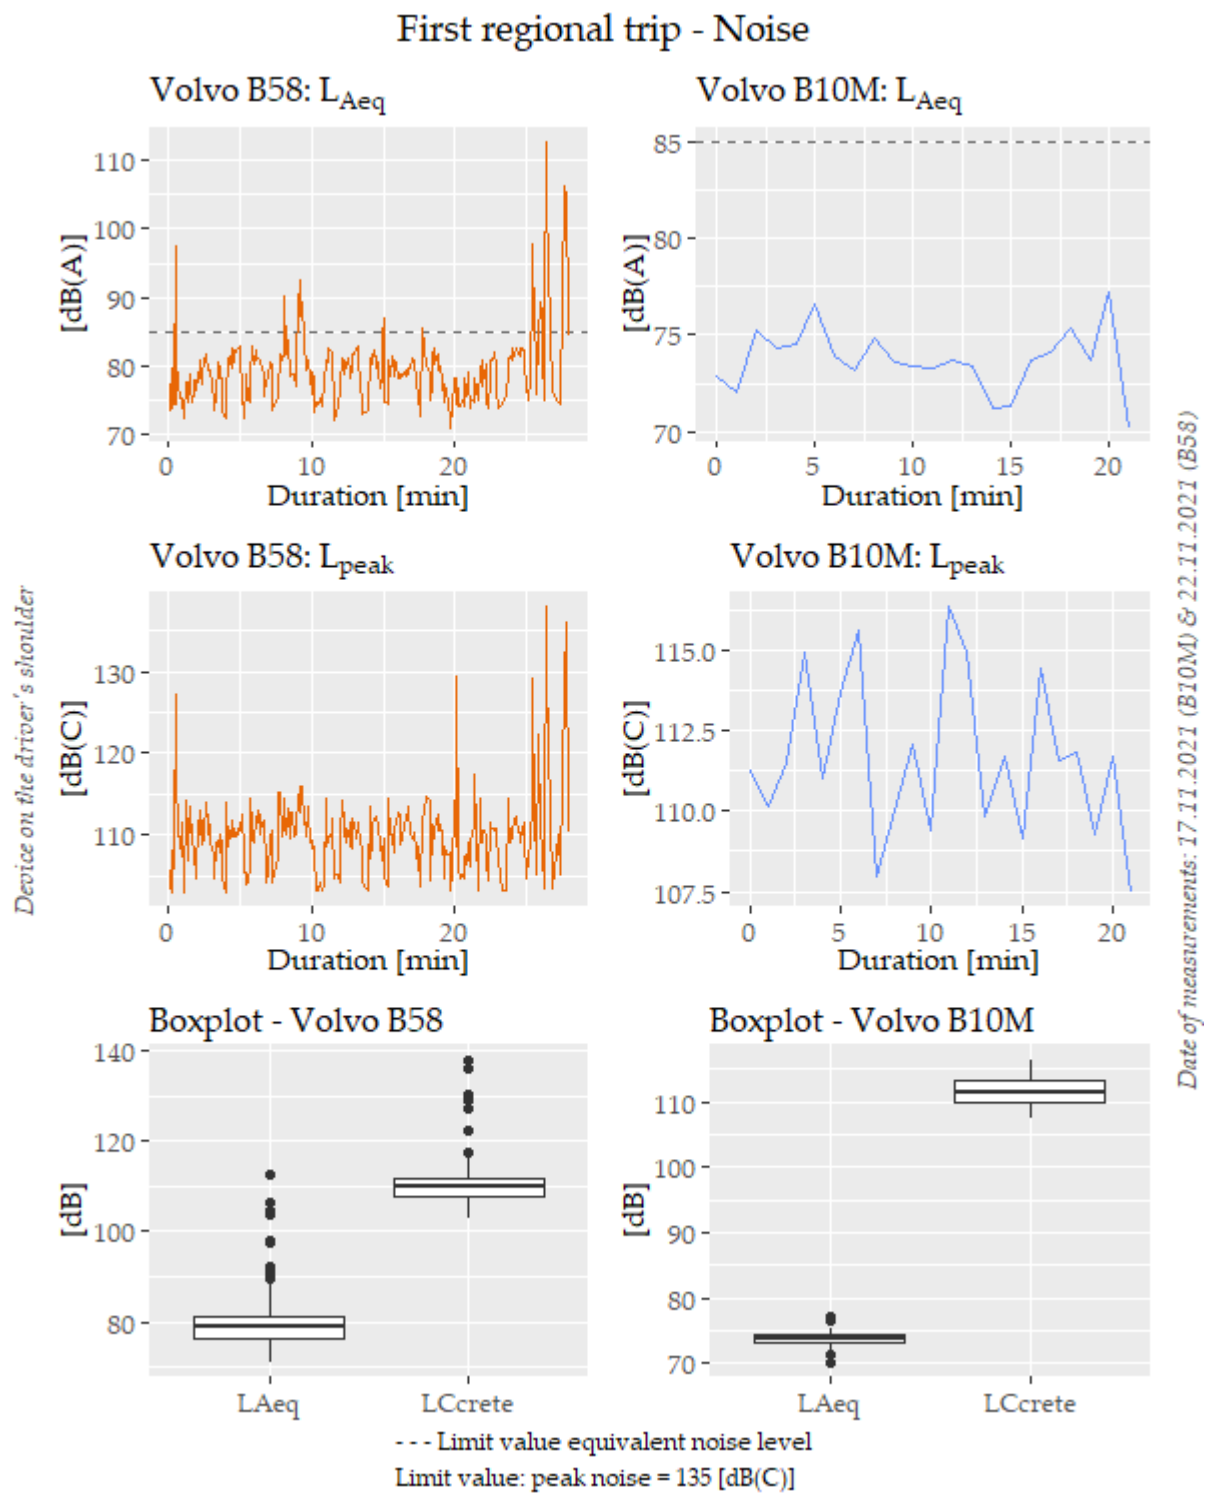 First regional trip - Noise
Volvo B58: LAeq
Volvo B10M: LAeq
[dB(A)]
110
100
90
80
70
0 10 20
Duration [min]
[dB(A)]
85
80
75
70
0 5 10 15 20
Duration [min]
Volvo B58: Lpeak
Volvo B10M: Lpeak
[dB(C)]
130
120
110
0 10 20
Duration [min]
[dB(C)]
115.0
112.5
110.0
107.5
0 5 10 15 20
Duration [min]
Device on the driver's shoulder
Date of measurements: 17.11.2021 (B10M) & 22.11.2021 (B58)
Boxplot - Volvo B58
Boxplot - Volvo B10M
[dB]
140
120
100
80
LAeq LCcrete
[dB]
110
100
90
80
70
LAeq LCcrete
--- Limit value equivalent noise level
Limit value: peak noise = 135 [dB(C)]